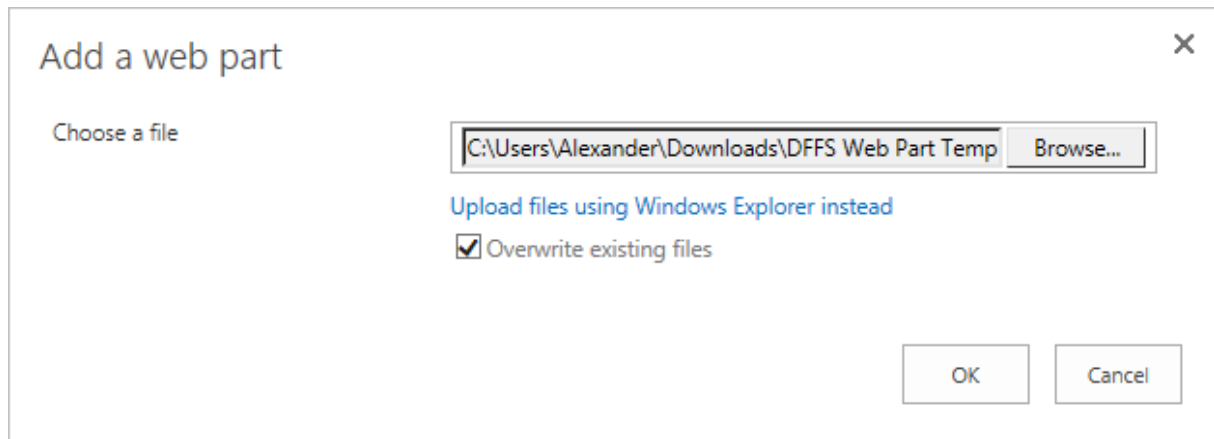 Add a web part
Choose a file
C:\Users\Alexander\Downloads\DFFS Web Part Temp
Browse...
Upload files using Windows Explorer instead
Overwrite existing files
OK
Cancel